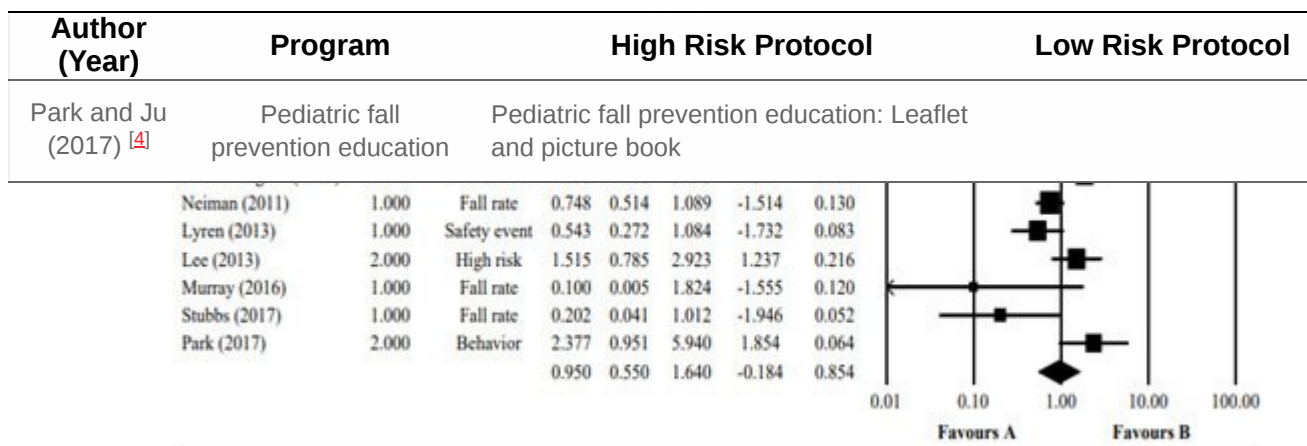 Author (Year) Program High Risk Protocol Low Risk Protocol
Park and Ju (2017) [4] Pediatric fall prevention education Pediatric fall prevention education: Leaflet and picture book
Neiman (2011) 1.000 Fall rate 0.748 0.514 1.089 -1.514 0.130
Lyren (2013) 1.000 Safety event 0.543 0.272 1.084 -1.732 0.083
Lee (2013) 2.000 High risk 1.515 0.785 2.923 1.237 0.216
Murray (2016) 1.000 Fall rate 0.100 0.005 1.824 -1.555 0.120
Stubbs (2017) 1.000 Fall rate 0.202 0.041 1.012 -1.946 0.052
Park (2017) 2.000 Behavior 2.377 0.951 5.940 1.854 0.064
0.950 0.550 1.640 -0.184 0.854
0.01 0.10 1.00 10.00 100.00
Favours A Favours B